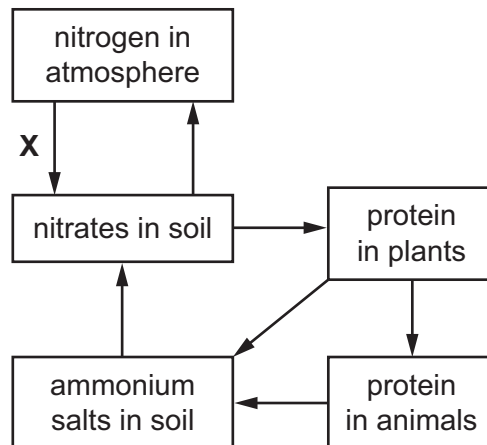 nitrogen in
atmosphere
X
nitrates in soil
protein
in plants
ammonium
salts in soil
protein
in animals